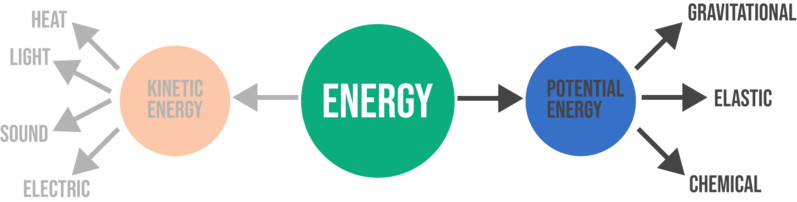 HEAT
LIGHT
SOUND
ELECTRIC
KINETIC
ENERGY
ENERGY
POTENTIAL
ENERGY
GRAVITATIONAL
ELASTIC
CHEMICAL